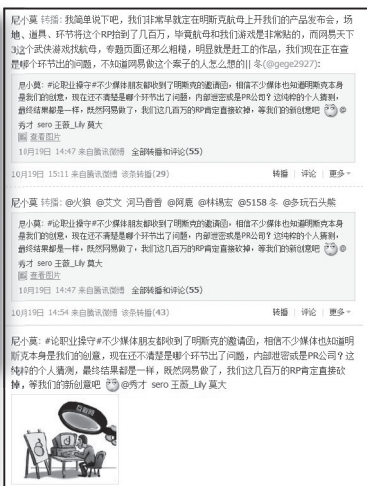 尼小莫 转播: 我简单说下吧，我们非常早就定在明斯克航母上开我们的产品发布会，场
地、道具、环节将这个RP抬到了几百万，毕竟航母和我们游戏是非常贴的，而网易天下
3这个武侠游戏找航母，专题页面还那么粗糙，明显就是赶工的作品，我们现在正在查
是哪个环节出的问题，不知道网易做这个案子的人怎么想的|| 冬(@gege2927):
尼小莫: #论职业操守#不少媒体朋友都收到了明斯克的邀请函，相信不少媒体也知道明斯克本身
是我们的创意，现在还不清楚是哪个环节出了问题，内部泄密或是PR公司？这纯粹的个人猜测，
最终结果都是一样，既然网易做了，我们这几百万的RP肯定直接砍掉，等我们的新创意吧 @
秀才 sero 王薇_Lily 莫大
查看图片
10月19日 14:47 来自腾讯微博 全部转播和评论(55)
10月19日 15:11 来自腾讯微博 该条转播(29) 转播 | 评论 | 更多
尼小莫 转播: @火狼 @艾文 河马香香 @阿鹿 @林锡宏 @5158 冬 @多玩石头熊
尼小莫: #论职业操守#不少媒体朋友都收到了明斯克的邀请函，相信不少媒体也知道明斯克本身
是我们的创意，现在还不清楚是哪个环节出了问题，内部泄密或是PR公司？这纯粹的个人猜测，
最终结果都是一样，既然网易做了，我们这几百万的RP肯定直接砍掉，等我们的新创意吧 @
秀才 sero 王薇_Lily 莫大
查看图片
10月19日 14:47 来自腾讯微博 全部转播和评论(55)
10月19日 14:54 来自腾讯微博 该条转播(43) 转播 | 评论 | 更多
尼小莫: #论职业操守#不少媒体朋友都收到了明斯克的邀请函，相信不少媒体也知道明
斯克本身是我们的创意，现在还不清楚是哪个环节出了问题，内部泄密或是PR公司？这
纯粹的个人猜测，最终结果都是一样，既然网易做了，我们这几百万的RP肯定直接砍
掉，等我们的新创意吧 @秀才 sero 王薇_Lily 莫大
互联网